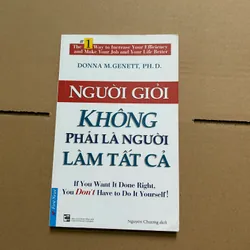 The #1 Way to Increase Your Efficiency
and Make Your Job and Your Life Better
DONNA M.GENETT, PH. D.
NGƯỜI GIỎI
KHÔNG
PHẢI LÀ NGƯỜI
LÀM TẤT CẢ
If You Want It Done Right,
You Don't Have to Do It Yourself!
Nguyên Chương dịch